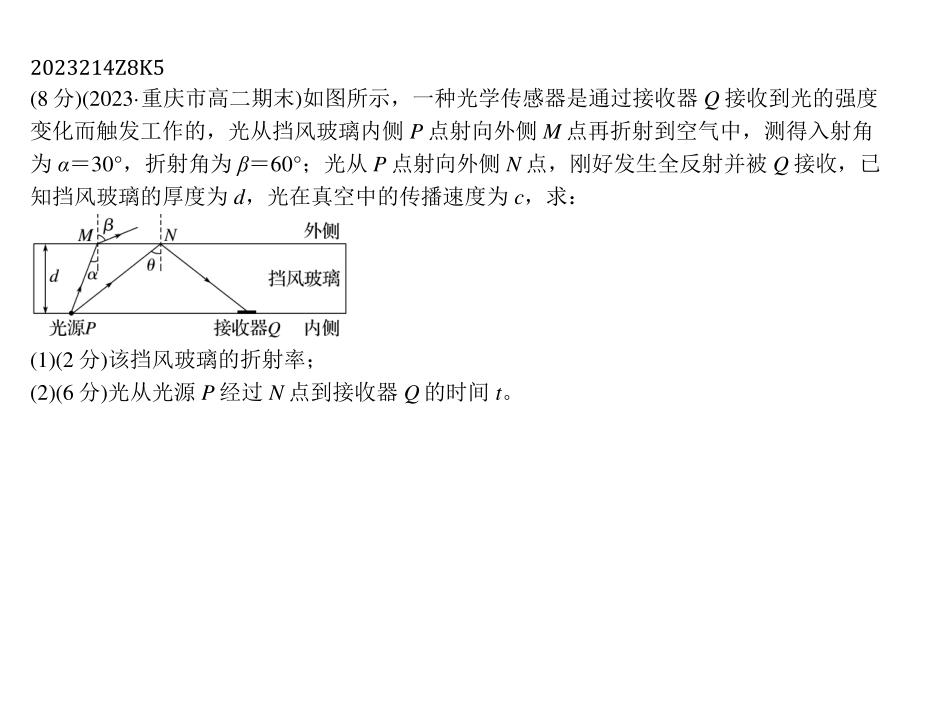 2023214Z8K5
(8分)(2023·重庆市高二期末)如图所示，一种光学传感器是通过接收器 Q 接收到光的强度
变化而触发工作的，光从挡风玻璃内侧 P 点射向外侧 M 点再折射到空气中，测得入射角
为 α＝30°，折射角为 β＝60°；光从 P 点射向外侧 N 点，刚好发生全反射并被 Q 接收，已
知挡风玻璃的厚度为 d，光在真空中的传播速度为 c，求：
M β N 外侧
d α θ 挡风玻璃
光源P 接收器Q 内侧
(1)(2分)该挡风玻璃的折射率；
(2)(6分)光从光源 P 经过 N 点到接收器 Q 的时间 t。